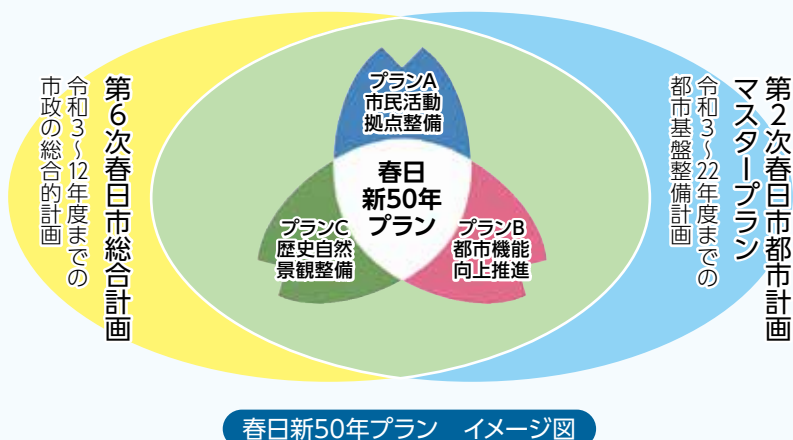 第6次春日市総合計画
令和3～12年度までの
市政の総合的計画
プランA
市民活動
拠点整備
春日
新50年
プラン
プランC
歴史自然
景観整備
プランB
都市機能
向上推進
第2次春日市都市計画
マスタープラン
令和3～22年度までの
都市基盤整備計画
春日新50年プラン イメージ図